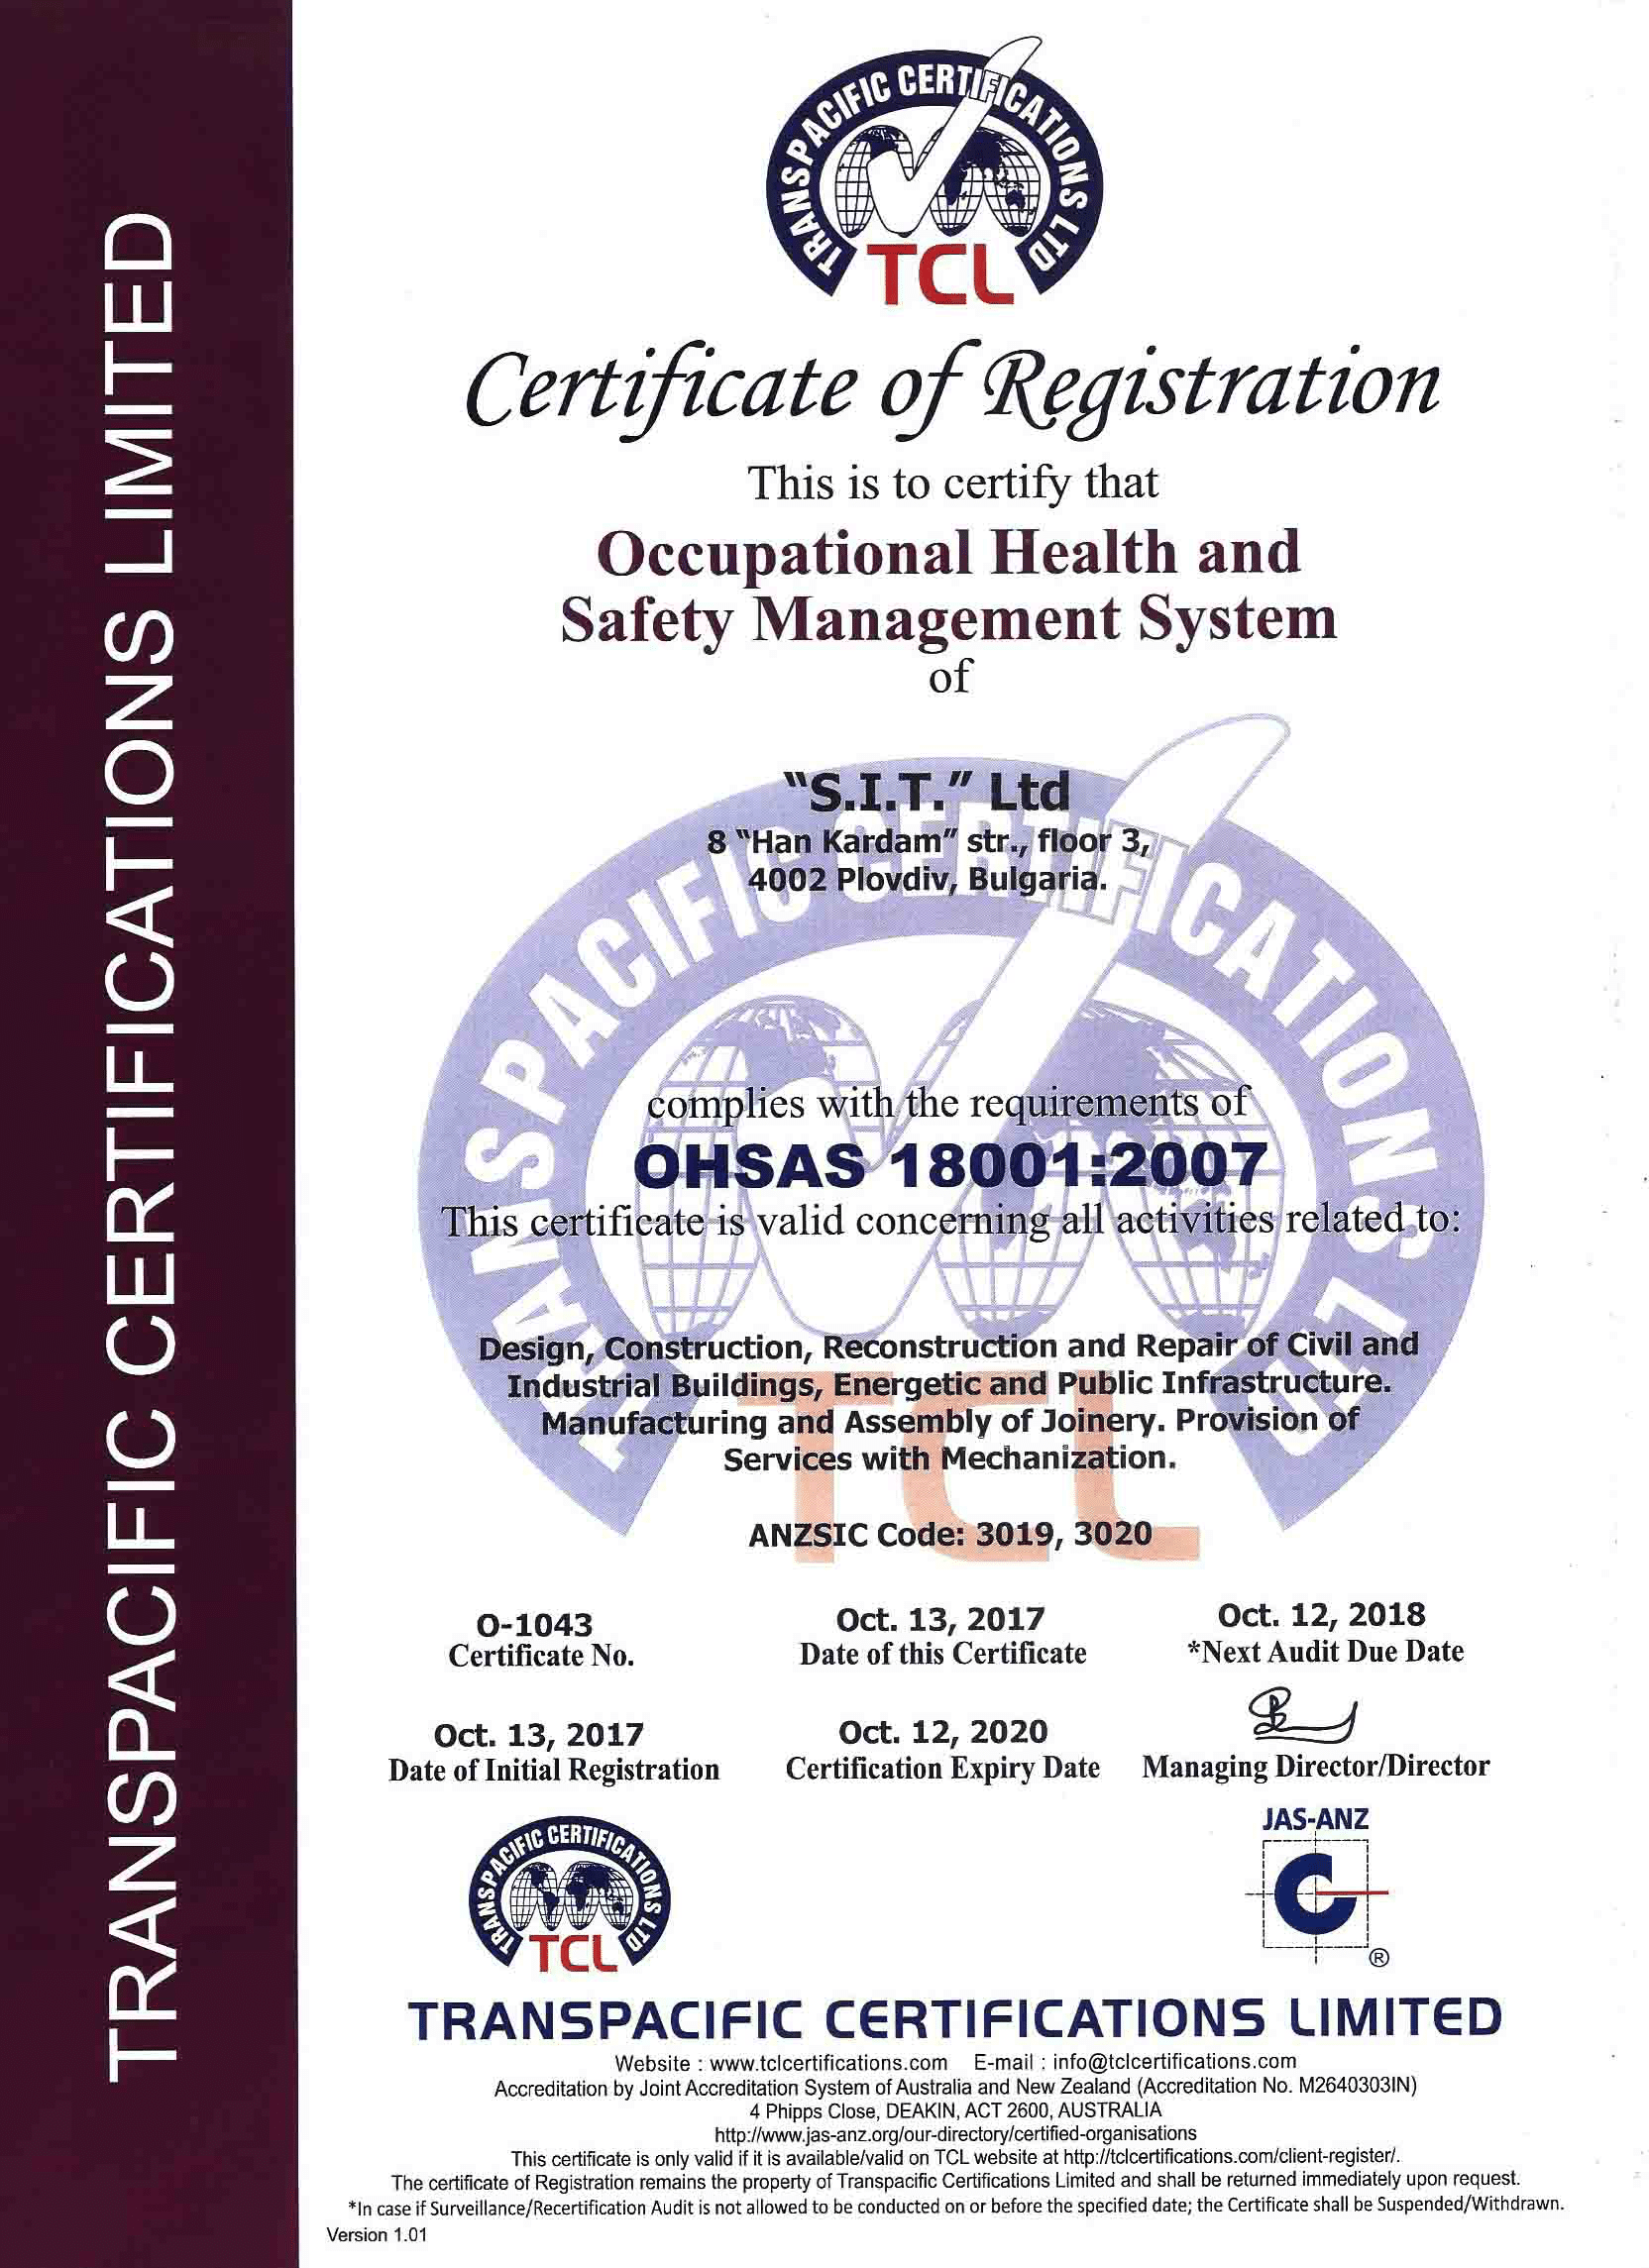 TRANSPACIFIC CERTIFICATIONS LIMITED
TRANSPACIFIC CERTIFICATIONS LTD
TCL
Certificate of Registration
This is to certify that
Occupational Health and
Safety Management System
of
"S.I.T." Ltd
8 "Han Kardam" str., floor 3,
4002 Plovdiv, Bulgaria.
TRANSPACIFIC CERTIFICATIONS LTD
complies with the requirements of
OHSAS 18001:2007
This certificate is valid concerning all activities related to:
Design, Construction, Reconstruction and Repair of Civil and
Industrial Buildings, Energetic and Public Infrastructure.
Manufacturing and Assembly of Joinery. Provision of
Services with Mechanization.
TCL
ANZSIC Code: 3019, 3020
O-1043
Certificate No.
Oct. 13, 2017
Date of this Certificate
Oct. 12, 2018
*Next Audit Due Date
Oct. 13, 2017
Date of Initial Registration
Oct. 12, 2020
Certification Expiry Date
Managing Director/Director
TRANSPACIFIC CERTIFICATIONS LTD
TCL
JAS-ANZ
®
TRANSPACIFIC CERTIFICATIONS LIMITED
Website : www.tclcertifications.com E-mail : info@tclcertifications.com
Accreditation by Joint Accreditation System of Australia and New Zealand (Accreditation No. M2640303IN)
4 Phipps Close, DEAKIN, ACT 2600, AUSTRALIA
http://www.jas-anz.org/our-directory/certified-organisations
This certificate is only valid if it is available/valid on TCL website at http://tclcertifications.com/client-register/.
The certificate of Registration remains the property of Transpacific Certifications Limited and shall be returned immediately upon request.
*In case if Surveillance/Recertification Audit is not allowed to be conducted on or before the specified date; the Certificate shall be Suspended/Withdrawn.
Version 1.01